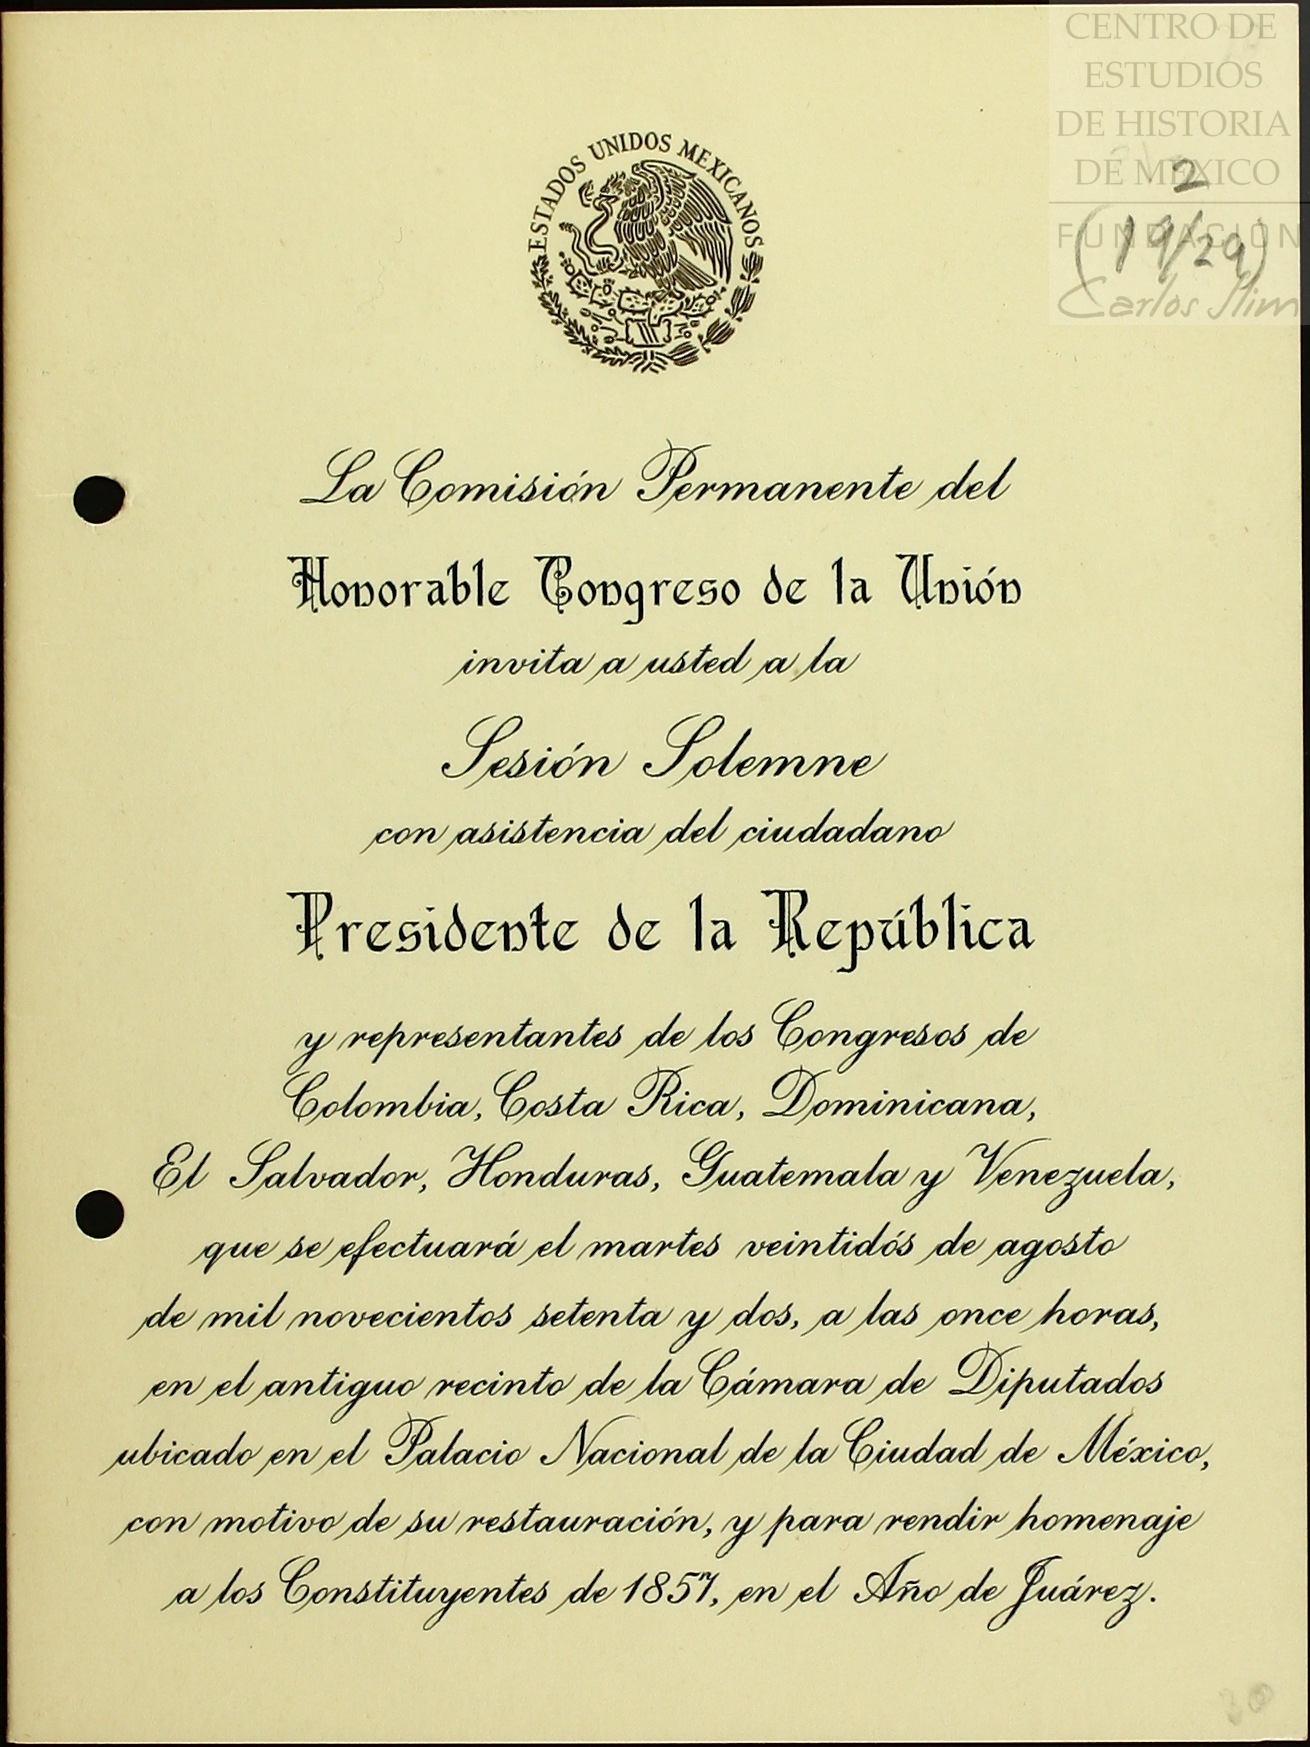 CENTRO DE
ESTUDIOS
DE HISTORIA
DE MEXICO
FUNDACIÓN
Carlos Slim
2
(19/29)
ESTADOS UNIDOS MEXICANOS
La Comisión Permanente del
Honorable Congreso de la Unión
invita a usted a la
Sesión Solemne
con asistencia del ciudadano
Presidente de la República
y representantes de los Congresos de
Colombia, Costa Rica, Dominicana,
El Salvador, Honduras, Guatemala y Venezuela,
que se efectuará el martes veintidós de agosto
de mil novecientos setenta y dos, a las once horas,
en el antiguo recinto de la Cámara de Diputados
ubicado en el Palacio Nacional de la Ciudad de México,
con motivo de su restauración, y para rendir homenaje
a los Constituyentes de 1857, en el Año de Juárez.
30